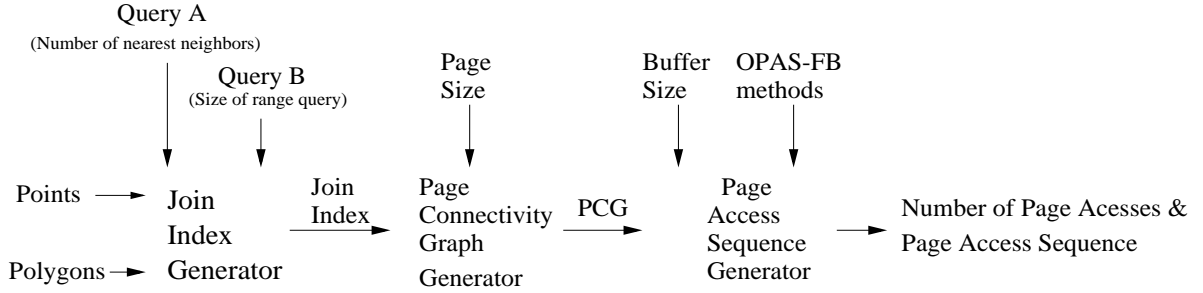 Query A
(Number of nearest neighbors)
Query B
(Size of range query)
Page
Size
Buffer
Size
OPAS-FB
methods
Points
Polygons
Join
Index
Generator
Join
Index
Page
Connectivity
Graph
Generator
PCG
Page
Access
Sequence
Generator
Number of Page Acesses &
Page Access Sequence